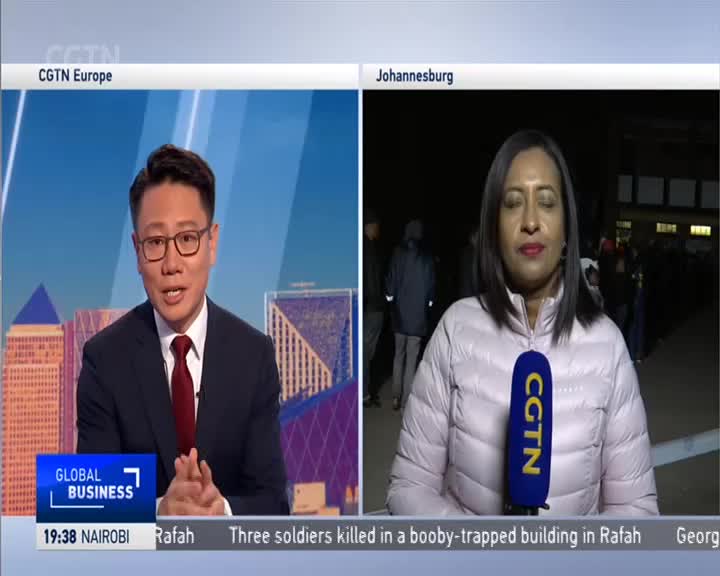 CGTN
CGTN Europe
Johannesburg
CGTN
GLOBAL
BUSINESS
19:38 NAIROBI
Rafah Three soldiers killed in a booby-trapped building in Rafah Georg